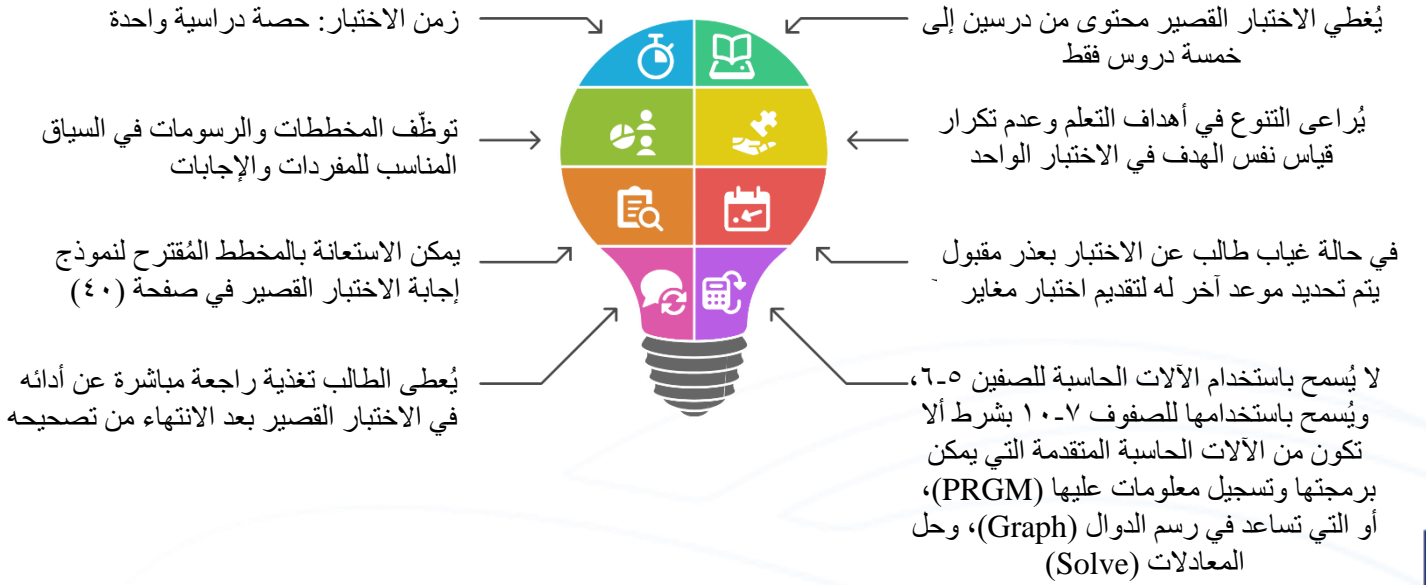 يُغطي الاختبار القصير محتوى من درسين إلى
خمسة دروس فقط
زمن الاختبار: حصة دراسية واحدة
يُراعى التنوع في أهداف التعلم وعدم تكرار
قياس نفس الهدف في الاختبار الواحد
توظّف المخططات والرسومات في السياق
المناسب للمفردات والإجابات
في حالة غياب طالب عن الاختبار بعذر مقبول
يتم تحديد موعد آخر له لتقديم اختبار مغاير
يمكن الاستعانة بالمخطط المُقترح لنموذج
إجابة الاختبار القصير في صفحة (٤٠)
لا يُسمح باستخدام الآلات الحاسبة للصفين ٥-٦،
ويُسمح باستخدامها للصفوف ٧-١٠ بشرط ألا
تكون من الآلات الحاسبة المتقدمة التي يمكن
برمجتها وتسجيل معلومات عليها (PRGM)،
أو التي تساعد في رسم الدوال (Graph)، وحل
المعادلات (Solve)
يُعطى الطالب تغذية راجعة مباشرة عن أدائه
في الاختبار القصير بعد الانتهاء من تصحيحه